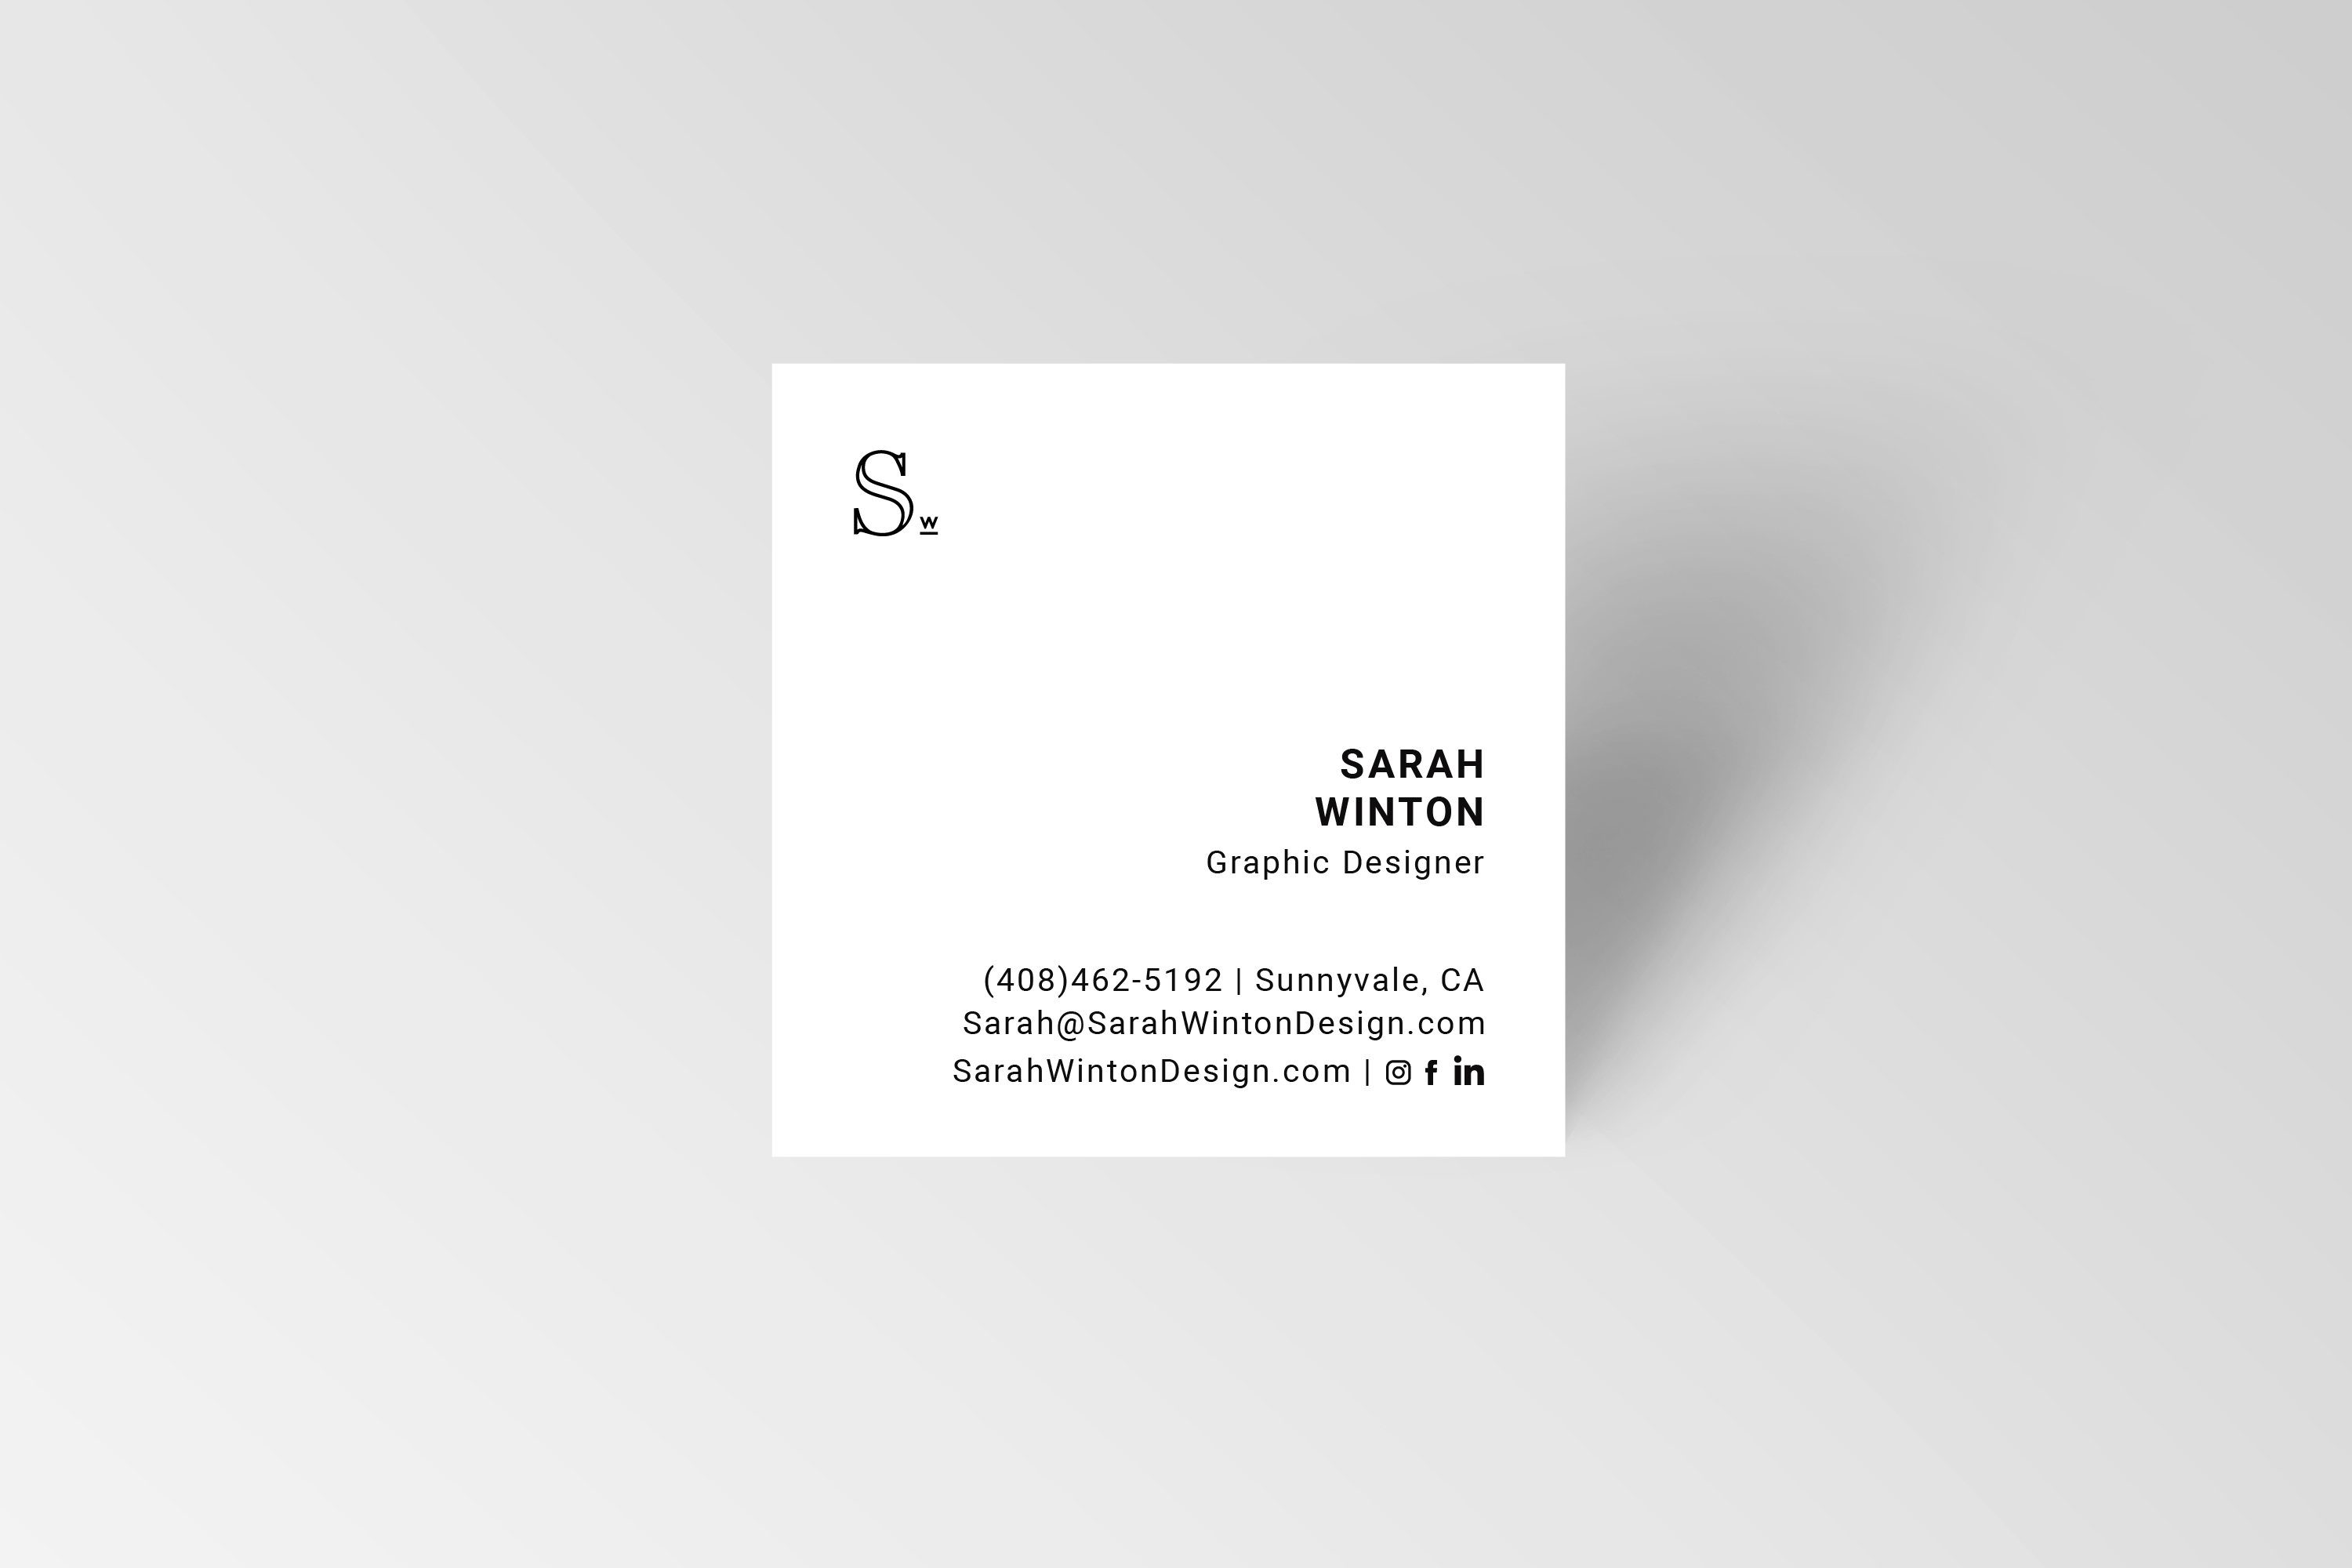 S w
SARAH
WINTON
Graphic Designer
(408)462-5192 | Sunnyvale, CA
Sarah@SarahWintonDesign.com
SarahWintonDesign.com |